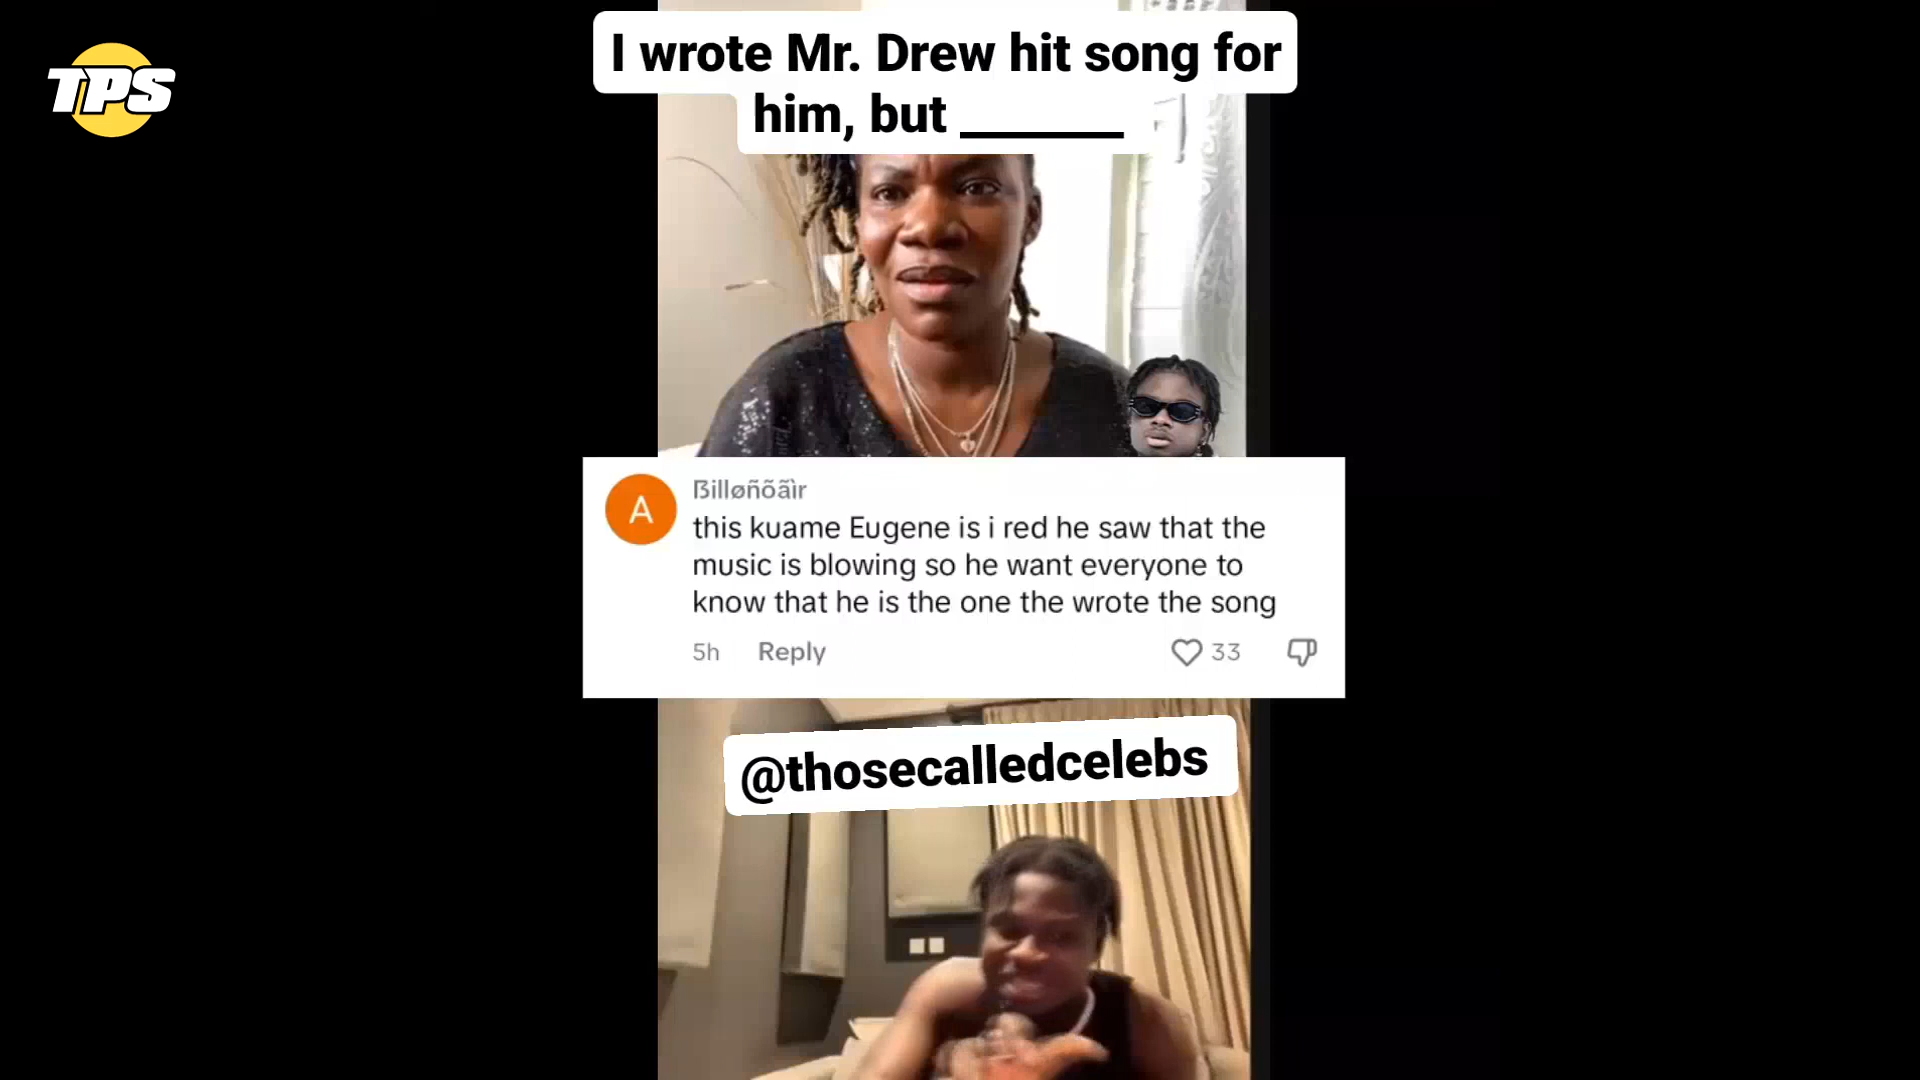 TPS
I wrote Mr. Drew hit song for
him, but ________
ẞilløñõãìr
A
this kuame Eugene is i red he saw that the
music is blowing so he want everyone to
know that he is the one the wrote the song
5h Reply 33
@thosecalledcelebs